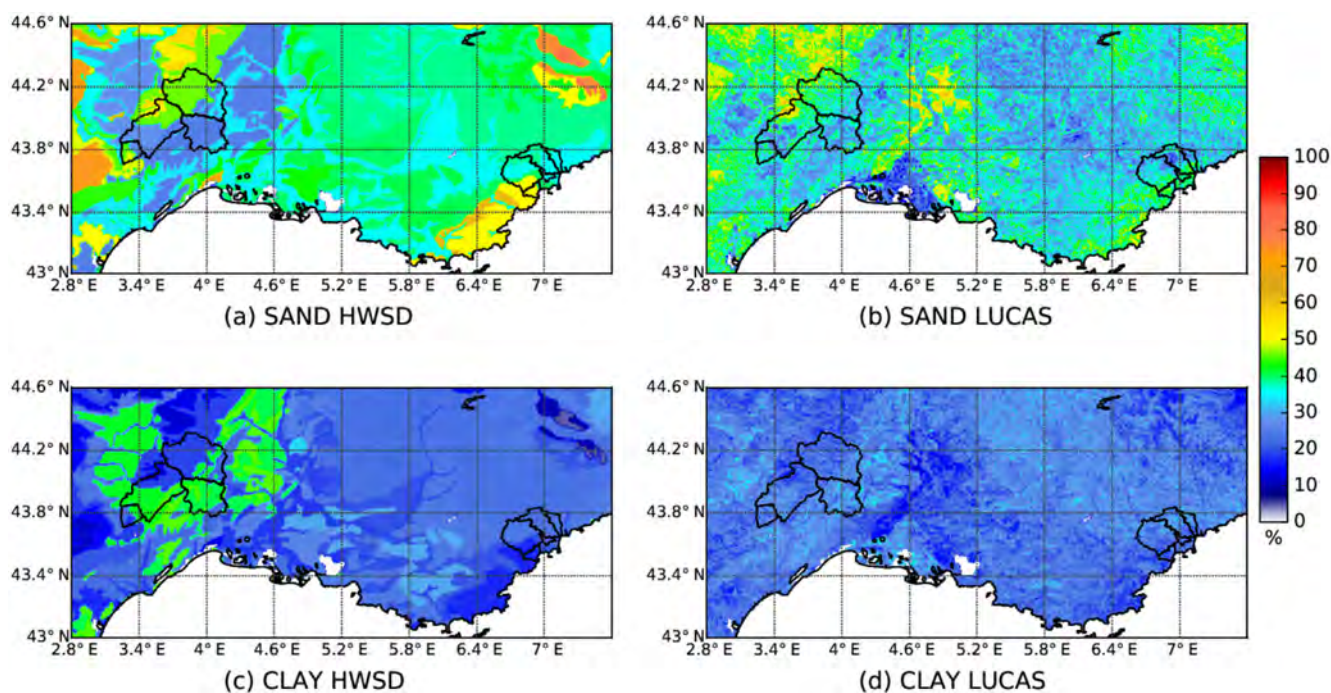 44.6° N
44.2° N
43.8° N
43.4° N
43° N
2.8° E 3.4° E 4° E 4.6° E 5.2° E 5.8° E 6.4° E 7° E
(a) SAND HWSD
44.6° N
44.2° N
43.8° N
43.4° N
43° N
2.8° E 3.4° E 4° E 4.6° E 5.2° E 5.8° E 6.4° E 7° E
(b) SAND LUCAS
44.6° N
44.2° N
43.8° N
43.4° N
43° N
2.8° E 3.4° E 4° E 4.6° E 5.2° E 5.8° E 6.4° E 7° E
(c) CLAY HWSD
44.6° N
44.2° N
43.8° N
43.4° N
43° N
2.8° E 3.4° E 4° E 4.6° E 5.2° E 5.8° E 6.4° E 7° E
(d) CLAY LUCAS
100
90
80
70
60
50
40
30
20
10
0
%